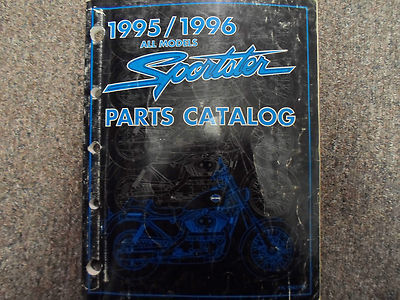 1995/1996
ALL MODELS
Sportster
PARTS CATALOG